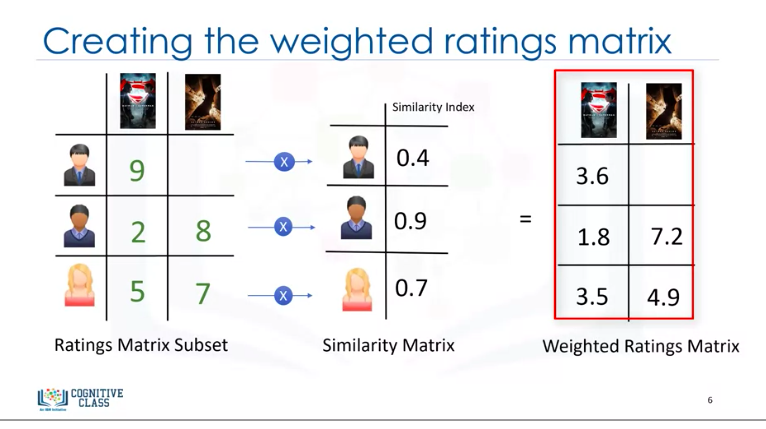 Creating the weighted ratings matrix
Similarity Index
9
X
0.4
3.6
2
8
X
0.9
=
1.8
7.2
5
7
X
0.7
3.5
4.9
Ratings Matrix Subset
Similarity Matrix
Weighted Ratings Matrix
COGNITIVE
CLASS
An IBM Initiative
6